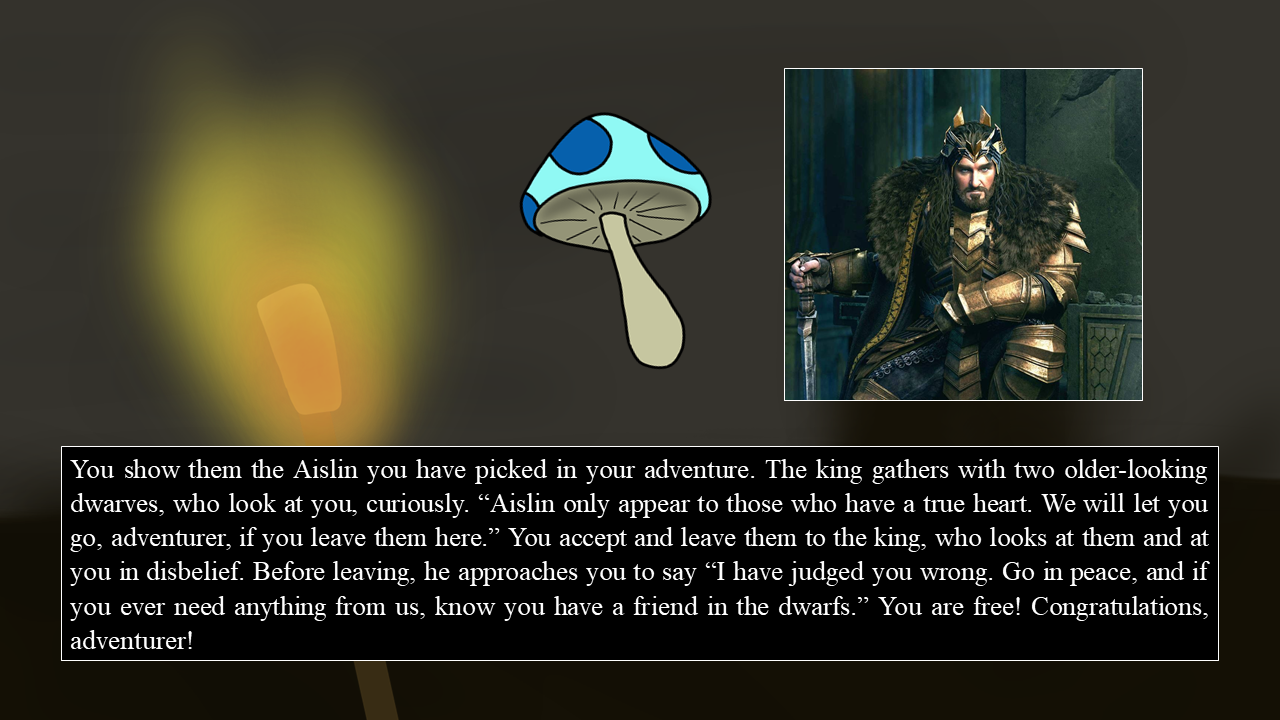 You show them the Aislin you have picked in your adventure. The king gathers with two older-looking
dwarves, who look at you, curiously. “Aislin only appear to those who have a true heart. We will let you
go, adventurer, if you leave them here.” You accept and leave them to the king, who looks at them and at
you in disbelief. Before leaving, he approaches you to say “I have judged you wrong. Go in peace, and if
you ever need anything from us, know you have a friend in the dwarfs.” You are free! Congratulations,
adventurer!